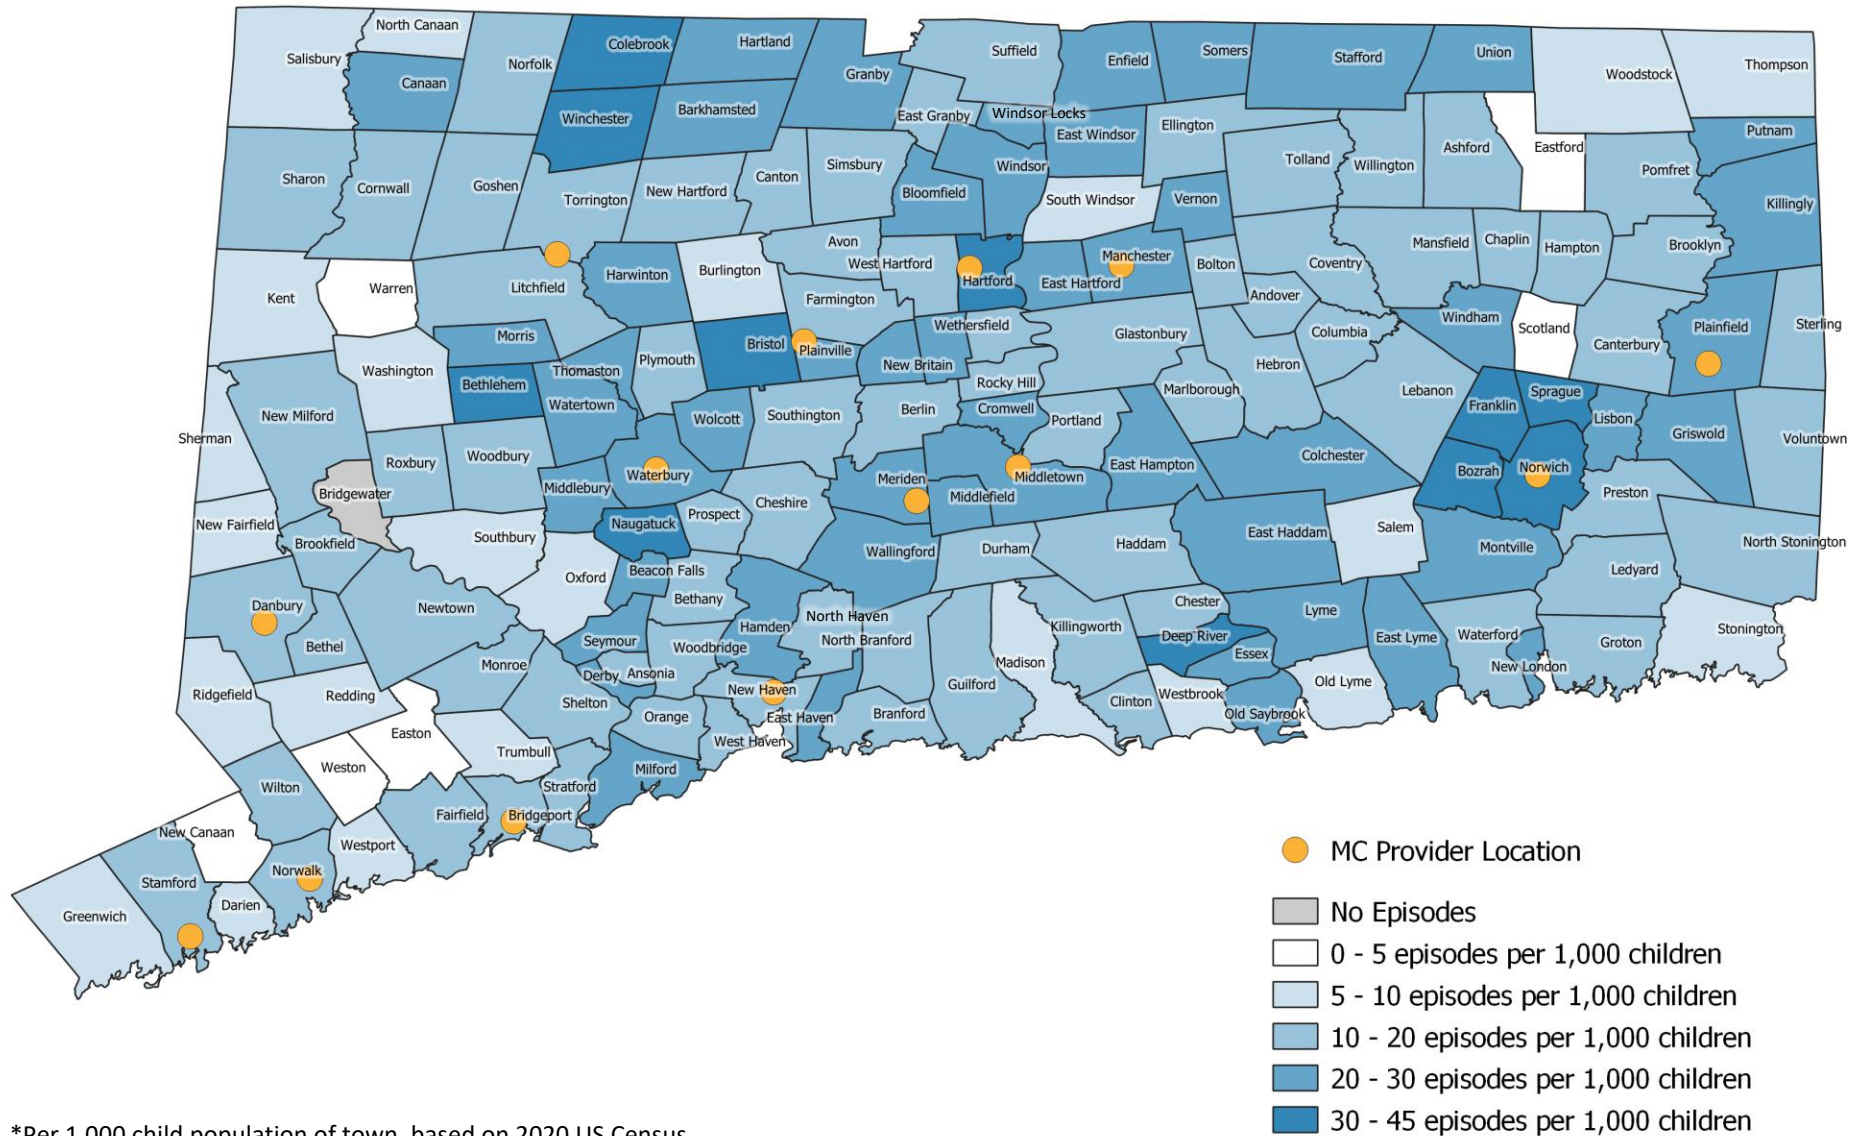 North Canaan
Salisbury
Canaan
Norfolk
Colebrook
Hartland
Granby
Suffield
Enfield
Somers
Stafford
Union
Woodstock
Thompson
Winchester
Barkhamsted
East Granby
Windsor Locks
East Windsor
Ellington
Tolland
Willington
Ashford
Eastford
Pomfret
Putnam
Killingly
Sharon
Cornwall
Goshen
Torrington
New Hartford
Canton
Simsbury
Bloomfield
Windsor
South Windsor
Vernon
Kent
Warren
Litchfield
Harwinton
Burlington
Avon
West Hartford
Farmington
Hartford
East Hartford
Manchester
Bolton
Coventry
Andover
Mansfield
Chaplin
Hampton
Brooklyn
Morris
Washington
Bethlehem
Thomaston
Watertown
Plymouth
Bristol
Plainville
New Britain
Wethersfield
Rocky Hill
Glastonbury
Marlborough
Hebron
Columbia
Lebanon
Windham
Scotland
Canterbury
Plainfield
Sterling
Sherman
New Milford
Roxbury
Woodbury
Bridgewater
Middlebury
Waterbury
Wolcott
Southington
Berlin
Cromwell
Portland
East Hampton
Meriden
Middlefield
Middletown
Colchester
Franklin
Sprague
Lisbon
Griswold
Voluntown
Bozrah
Norwich
Preston
New Fairfield
Brookfield
Southbury
Naugatuck
Prospect
Cheshire
Wallingford
Durham
Haddam
East Haddam
Salem
Montville
North Stonington
Ledyard
Danbury
Bethel
Newtown
Oxford
Beacon Falls
Bethany
Seymour
Woodbridge
Hamden
North Haven
North Branford
Killingworth
Chester
Deep River
Essex
Lyme
East Lyme
Waterford
New London
Groton
Stonington
Ridgefield
Redding
Monroe
Derby
Ansonia
Shelton
Orange
New Haven
East Haven
West Haven
Branford
Guilford
Madison
Clinton
Westbrook
Old Saybrook
Old Lyme
Easton
Weston
Wilton
Trumbull
Stratford
Milford
Fairfield
Bridgeport
Westport
New Canaan
Norwalk
Stamford
Darien
Greenwich
MC Provider Location
No Episodes
0 - 5 episodes per 1,000 children
5 - 10 episodes per 1,000 children
10 - 20 episodes per 1,000 children
20 - 30 episodes per 1,000 children
30 - 45 episodes per 1,000 children
*Per 1,000 child population of town, based on 2020 US Census